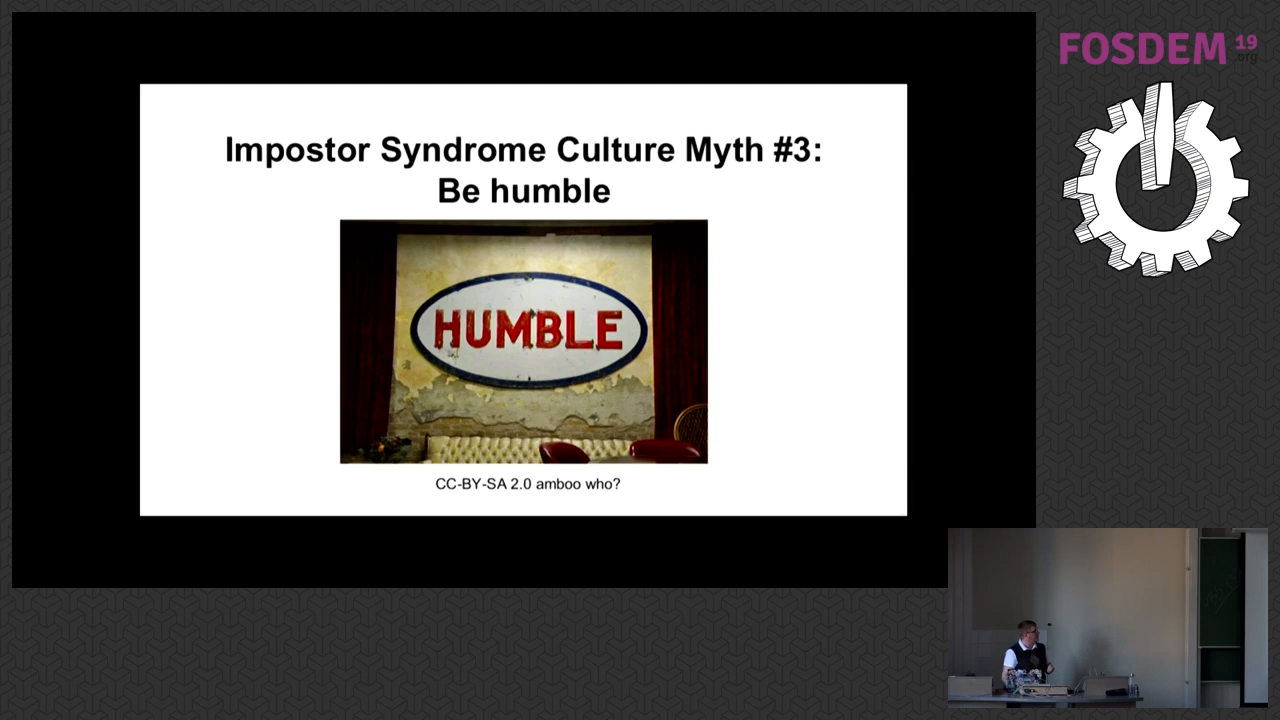 FOSDEM 19
.org
Impostor Syndrome Culture Myth #3:
Be humble
HUMBLE
CC-BY-SA 2.0 amboo who?